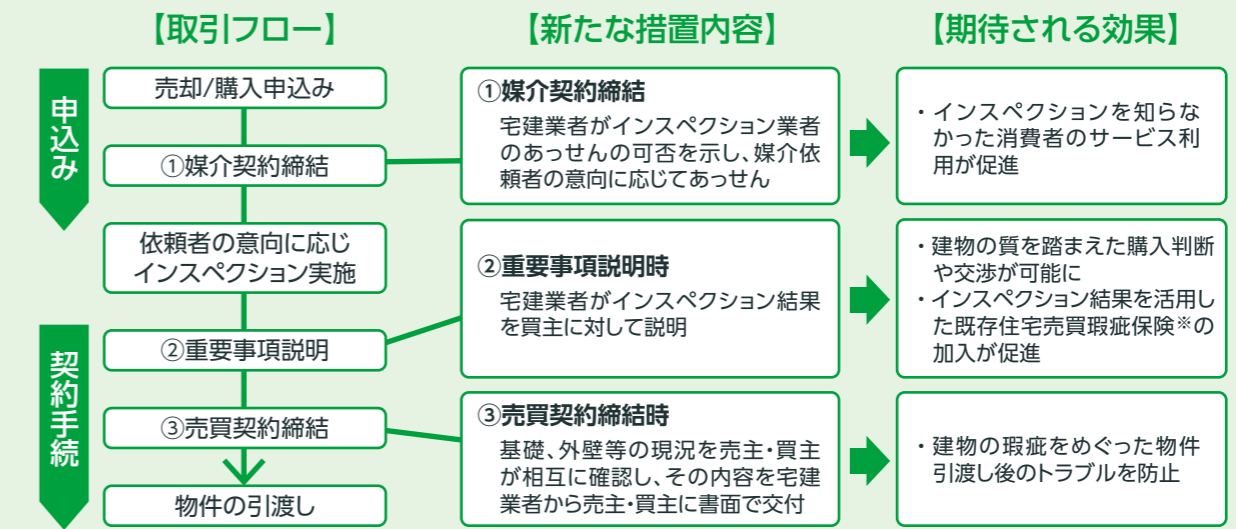 【取引フロー】
【新たな措置内容】
【期待される効果】
申込み
売却/購入申込み
①媒介契約締結
依頼者の意向に応じ
インスペクション実施
契約手続
②重要事項説明
③売買契約締結
物件の引渡し
①媒介契約締結
宅建業者がインスペクション業者
のあっせんの可否を示し、媒介依
頼者の意向に応じてあっせん
・インスペクションを知らな
かった消費者のサービス利
用が促進
②重要事項説明時
宅建業者がインスペクション結果
を買主に対して説明
・建物の質を踏まえた購入判断
や交渉が可能に
・インスペクション結果を活用し
た既存住宅売買瑕疵保険※の
加入が促進
③売買契約締結時
基礎、外壁等の現況を売主・買主
が相互に確認し、その内容を宅建
業者から売主・買主に書面で交付
・建物の瑕疵をめぐった物件
引渡し後のトラブルを防止